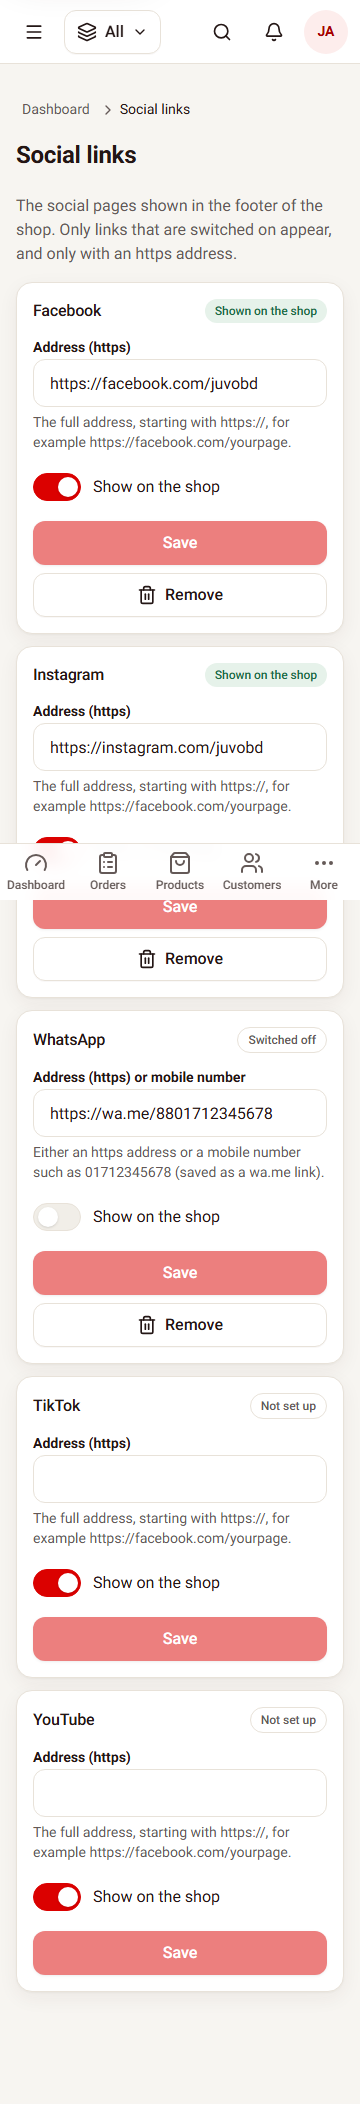 All
JA
Dashboard > Social links
Social links
The social pages shown in the footer of the
shop. Only links that are switched on appear,
and only with an https address.
Facebook
Shown on the shop
Address (https)
https://facebook.com/juvobd
The full address, starting with https://, for
example https://facebook.com/yourpage.
Show on the shop
Save
Remove
Instagram
Shown on the shop
Address (https)
https://instagram.com/juvobd
The full address, starting with https://, for
example https://facebook.com/yourpage.
Dashboard
Orders
Products
Customers
More
Save
Remove
WhatsApp
Switched off
Address (https) or mobile number
https://wa.me/8801712345678
Either an https address or a mobile number
such as 01712345678 (saved as a wa.me link).
Show on the shop
Save
Remove
TikTok
Not set up
Address (https)
The full address, starting with https://, for
example https://facebook.com/yourpage.
Show on the shop
Save
YouTube
Not set up
Address (https)
The full address, starting with https://, for
example https://facebook.com/yourpage.
Show on the shop
Save